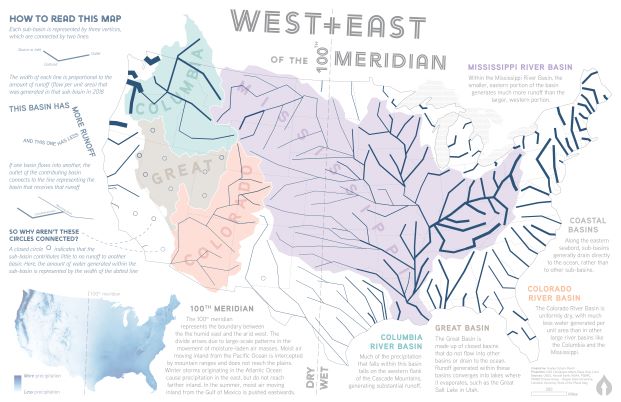 HOW TO READ THIS MAP
Each sub-basin is represented by three vertices,
which are connected by two lines.
The width of each line is proportional to the
amount of runoff (flow per unit area) that
was generated in that sub-basin in 2018
THIS BASIN HAS
MORE RUNOFF
AND THIS ONE HAS LESS
If one basin flows into another, the
outlet of the contributing basin
connects to the line representing the
basin that receives that runoff
SO WHY AREN'T THESE
CIRCLES CONNECTED?
A closed circle indicates that the
sub-basin contributes little to no runoff to another
basin. Here, the amount of water generated within the
sub-basin is represented by the width of the dotted line
WEST+EAST
OF THE 100TH MERIDIAN
COLUMBIA
GREAT
COLORADO
MISSISSIPPI
MISSISSIPPI RIVER BASIN
Within the Mississippi River Basin, the
smaller, eastern portion of the basin
generates much more runoff than the
larger, western portion.
COASTAL
BASINS
Along the eastern
seaboard, sub-basins
generally drain directly
to the ocean, rather than
to other sub-basins.
COLORADO
RIVER BASIN
The Colorado River Basin is
uniformly dry, with much
less water generated per
unit area than in other
large river basins like
the Columbia and the
Mississippi.
GREAT BASIN
The Great Basin is
made up of closed basins
that do not flow into other
basins or drain to the ocean.
Runoff generated within these
basins converges into lakes where
it evaporates, such as the Great
Salt Lake in Utah.
COLUMBIA
RIVER BASIN
Much of the precipitation
that falls within this basin
falls on the western flank
of the Cascade Mountains,
generating substantial runoff.
DRY
WET
100TH MERIDIAN
The 100th meridian
represents the boundary between
the humid east and the arid west. The
divide arises due to large-scale patterns in the
movement of moisture-laden air masses. Moist air
moving inland from the Pacific Ocean is interrupted
by mountain ranges and does not reach the plains.
Winter storms originating in the Atlantic Ocean
cause precipitation in the east, but do not reach
farther inland. In the summer, moist air moving
inland from the Gulf of Mexico is pushed eastwards.
100th meridian
More precipitation
Less precipitation